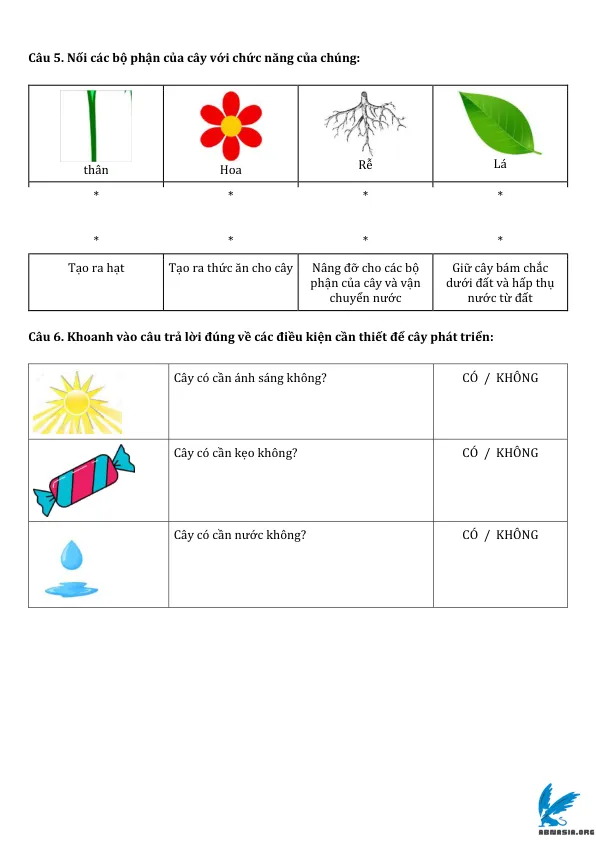 Câu 5. Nối các bộ phận của cây với chức năng của chúng:
thân
Hoa
Rễ
Lá
* * * *
* * * *
Tạo ra hạt
Tạo ra thức ăn cho cây
Nâng đỡ cho các bộ
phận của cây và vận
chuyển nước
Giữ cây bám chắc
dưới đất và hấp thụ
nước từ đất
Câu 6. Khoanh vào câu trả lời đúng về các điều kiện cần thiết để cây phát triển:
Cây có cần ánh sáng không?
CÓ / KHÔNG
Cây có cần kẹo không?
CÓ / KHÔNG
Cây có cần nước không?
CÓ / KHÔNG
ABNASIA.ORG